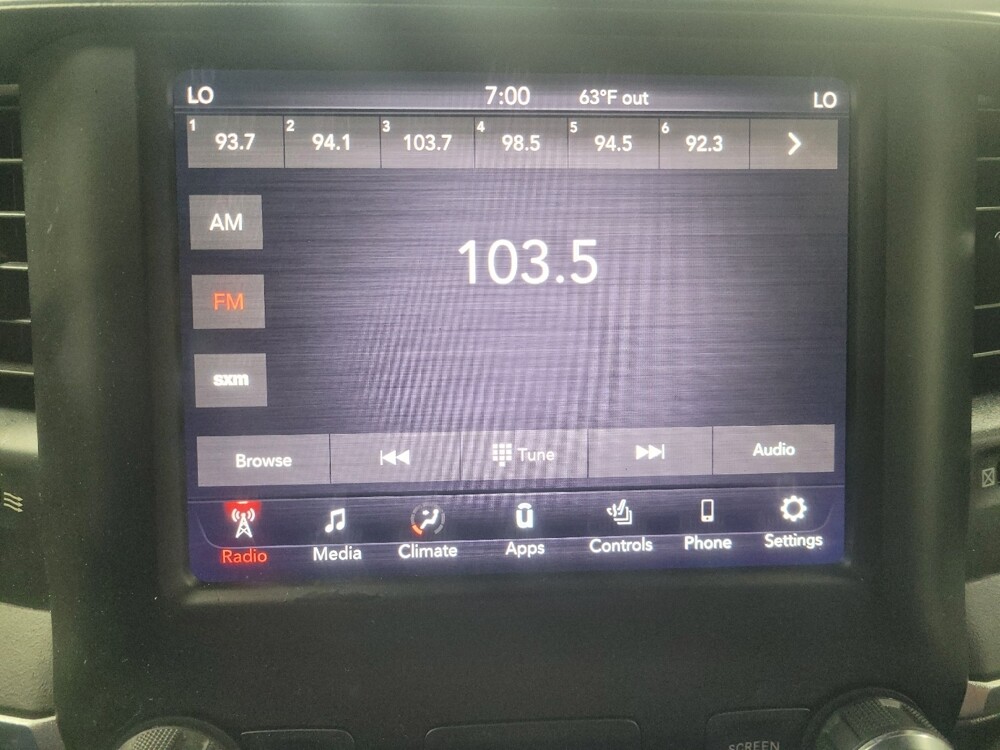 LO 7:00 63°F out LO
1 93.7 2 94.1 3 103.7 4 98.5 5 94.5 6 92.3
AM
103.5
FM
sxm
Browse Tune Audio
Radio Media Climate Apps Controls Phone Settings
SCREEN